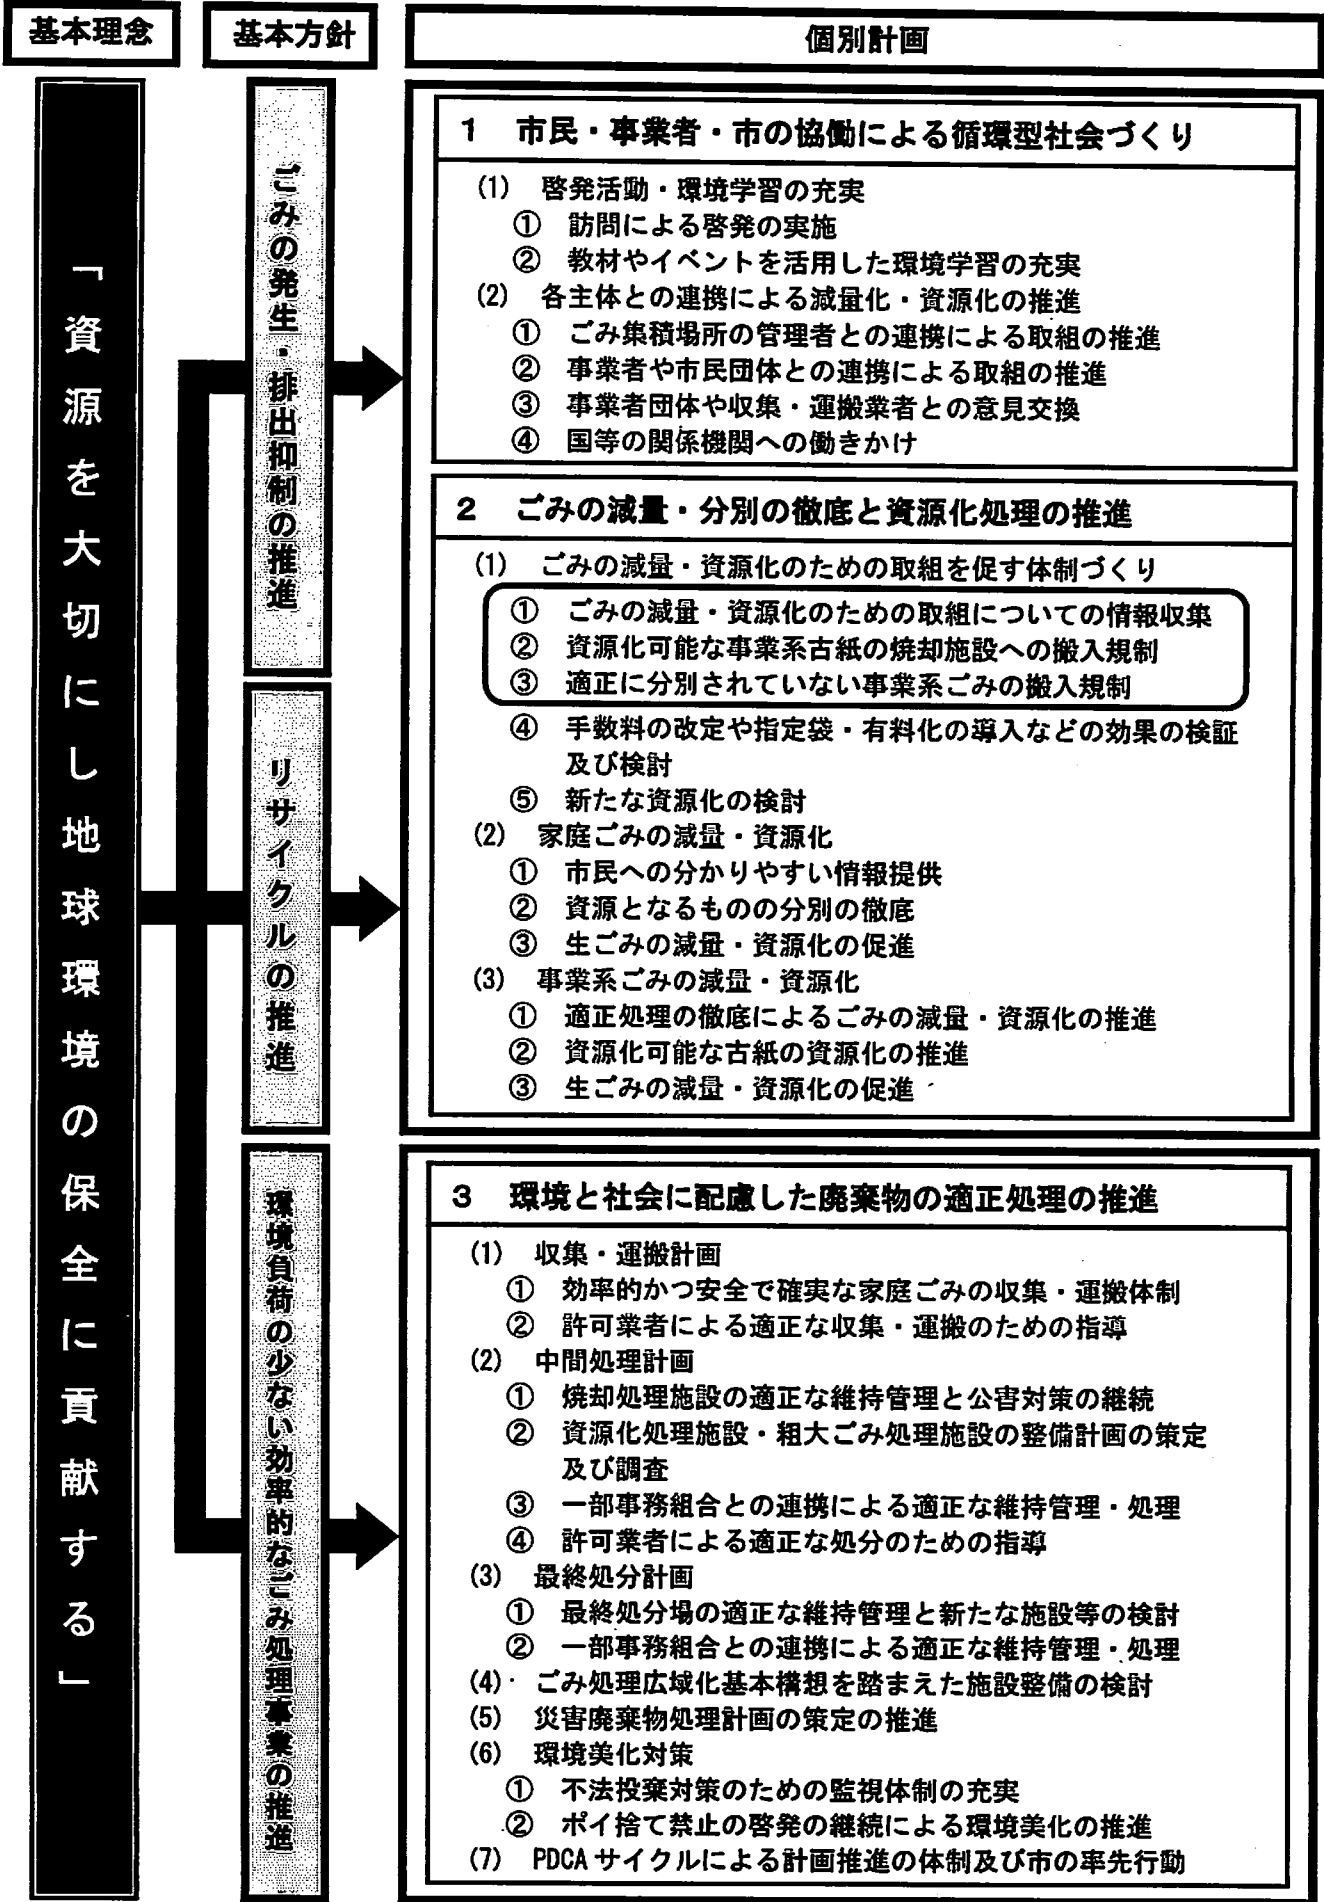 基本理念
基本方針
個別計画
「資源を大切にし地球環境の保全に貢献する」
ごみの発生・排出抑制の推進
リサイクルの推進
環境負荷の少ない効率的なごみ処理事業の推進
1 市民・事業者・市の協働による循環型社会づくり
(1) 啓発活動・環境学習の充実
① 訪問による啓発の実施
② 教材やイベントを活用した環境学習の充実
(2) 各主体との連携による減量化・資源化の推進
① ごみ集積場所の管理者との連携による取組の推進
② 事業者や市民団体との連携による取組の推進
③ 事業者団体や収集・運搬業者との意見交換
④ 国等の関係機関への働きかけ
2 ごみの減量・分別の徹底と資源化処理の推進
(1) ごみの減量・資源化のための取組を促す体制づくり
① ごみの減量・資源化のための取組についての情報収集
② 資源化可能な事業系古紙の焼却施設への搬入規制
③ 適正に分別されていない事業系ごみの搬入規制
④ 手数料の改定や指定袋・有料化の導入などの効果の検証
及び検討
⑤ 新たな資源化の検討
(2) 家庭ごみの減量・資源化
① 市民への分かりやすい情報提供
② 資源となるものの分別の徹底
③ 生ごみの減量・資源化の促進
(3) 事業系ごみの減量・資源化
① 適正処理の徹底によるごみの減量・資源化の推進
② 資源化可能な古紙の資源化の推進
③ 生ごみの減量・資源化の促進
3 環境と社会に配慮した廃棄物の適正処理の推進
(1) 収集・運搬計画
① 効率的かつ安全で確実な家庭ごみの収集・運搬体制
② 許可業者による適正な収集・運搬のための指導
(2) 中間処理計画
① 焼却処理施設の適正な維持管理と公害対策の継続
② 資源化処理施設・粗大ごみ処理施設の整備計画の策定
及び調査
③ 一部事務組合との連携による適正な維持管理・処理
④ 許可業者による適正な処分のための指導
(3) 最終処分計画
① 最終処分場の適正な維持管理と新たな施設等の検討
② 一部事務組合との連携による適正な維持管理・処理
(4) ごみ処理広域化基本構想を踏まえた施設整備の検討
(5) 災害廃棄物処理計画の策定の推進
(6) 環境美化対策
① 不法投棄対策のための監視体制の充実
② ポイ捨て禁止の啓発の継続による環境美化の推進
(7) PDCAサイクルによる計画推進の体制及び市の率先行動